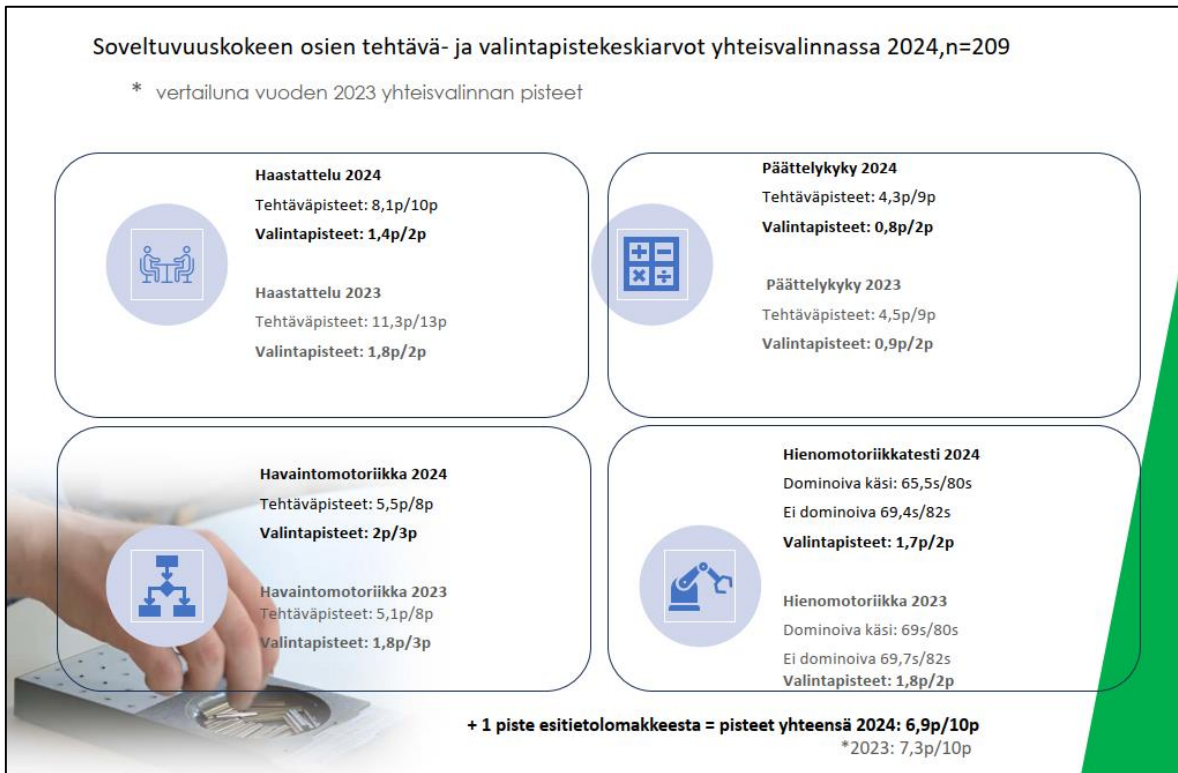 Soveltuvuuskokeen osien tehtävä- ja valintapistekeskiarvot yhteisvalinnassa 2024,n=209
* vertailuna vuoden 2023 yhteisvalinnan pisteet
Haastattelu 2024
Tehtäväpisteet: 8,1p/10p
Valintapisteet: 1,4p/2p
Haastattelu 2023
Tehtäväpisteet: 11,3p/13p
Valintapisteet: 1,8p/2p
Päättelykyky 2024
Tehtäväpisteet: 4,3p/9p
Valintapisteet: 0,8p/2p
Päättelykyky 2023
Tehtäväpisteet: 4,5p/9p
Valintapisteet: 0,9p/2p
Havaintomotoriikka 2024
Tehtäväpisteet: 5,5p/8p
Valintapisteet: 2p/3p
Havaintomotoriikka 2023
Tehtäväpisteet: 5,1p/8p
Valintapisteet: 1,8p/3p
Hienomotoriikkatesti 2024
Dominoiva käsi: 65,5s/80s
Ei dominoiva 69,4s/82s
Valintapisteet: 1,7p/2p
Hienomotoriikka 2023
Dominoiva käsi: 69s/80s
Ei dominoiva 69,7s/82s
Valintapisteet: 1,8p/2p
+ 1 piste esitietolomakkeesta = pisteet yhteensä 2024: 6,9p/10p
*2023: 7,3p/10p